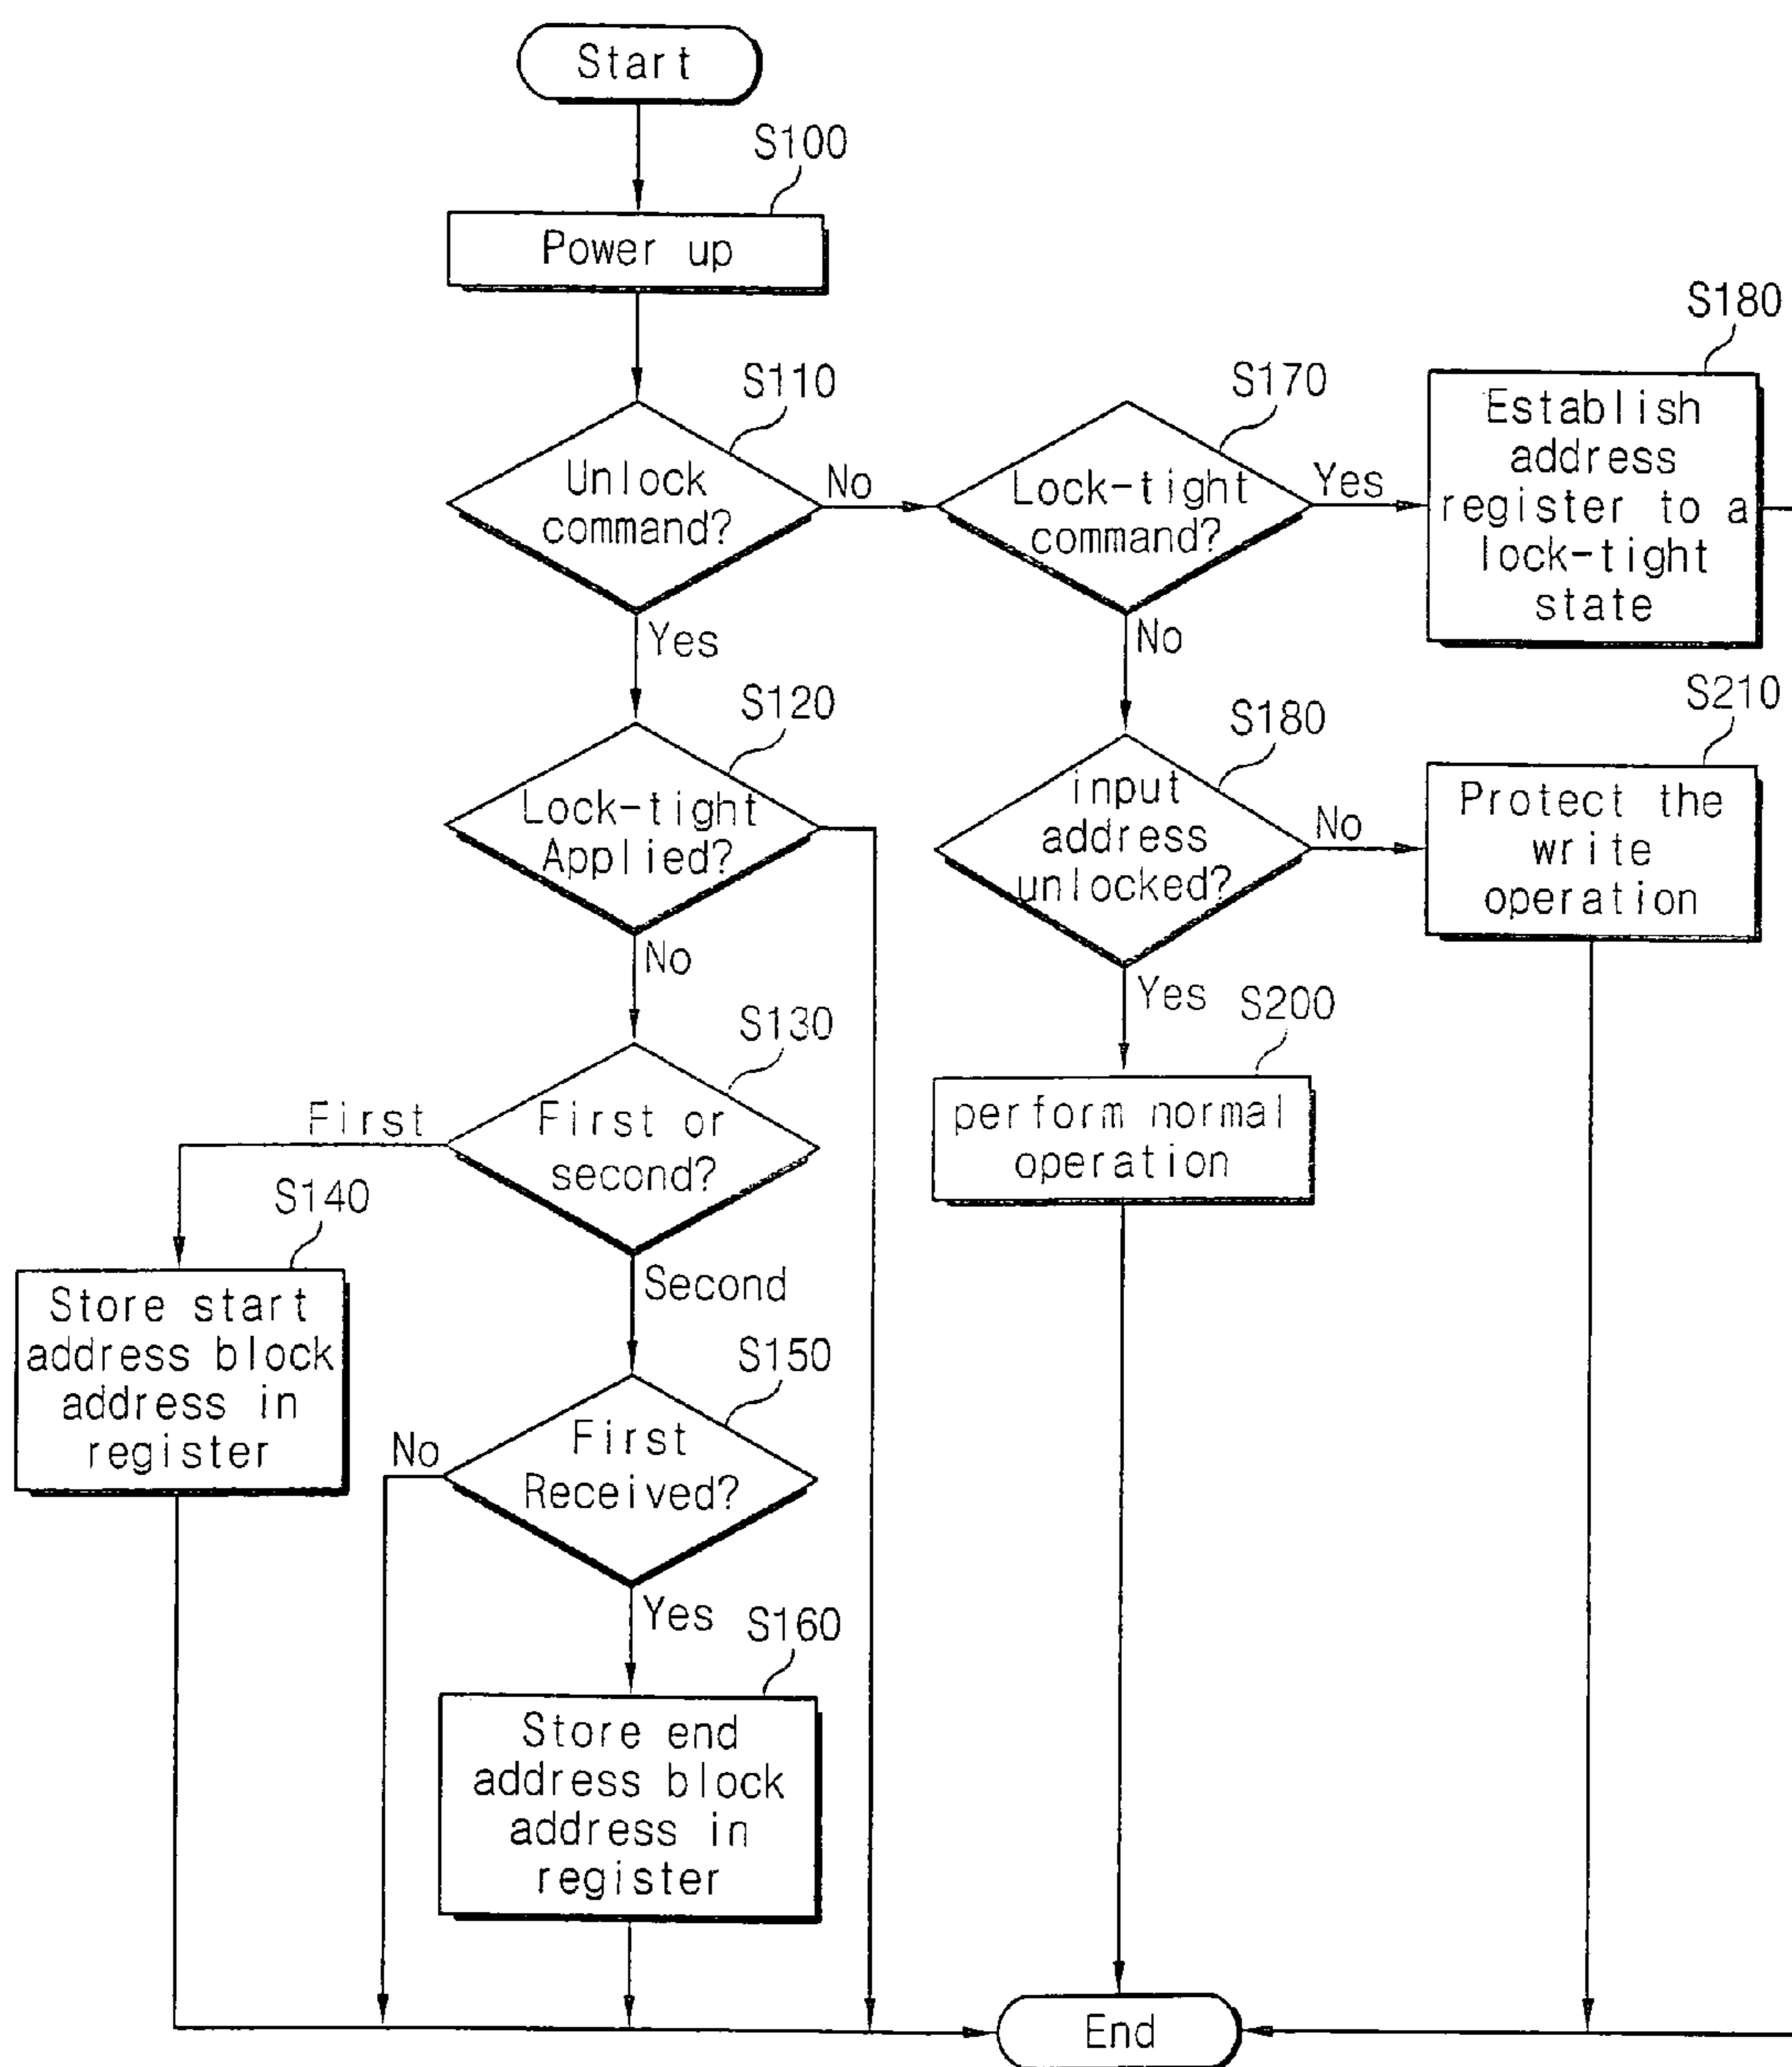 Start
S100
Power up
S110
Unlock
command?
No
Yes
S170
Lock-tight
command?
Yes
No
S180
Establish
address
register to a
lock-tight
state
S120
Lock-tight
Applied?
No
S180
input
address
unlocked?
No
Yes
S210
Protect the
write
operation
S130
First or
second?
First
Second
S200
perform normal
operation
S140
Store start
address block
address in
register
S150
First
Received?
No
Yes
S160
Store end
address block
address in
register
End